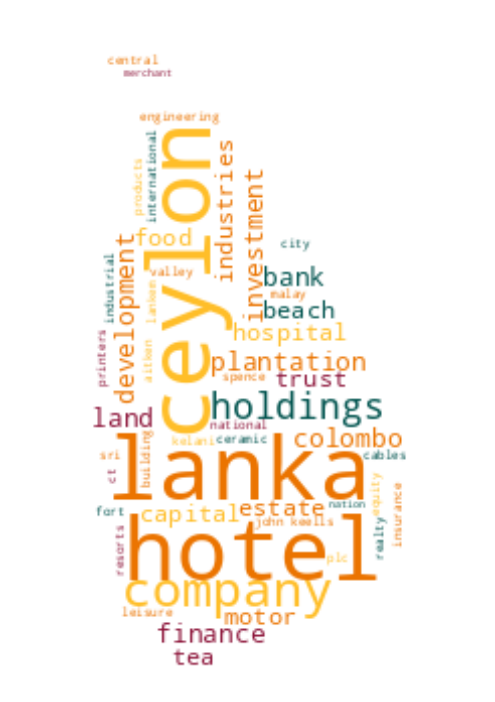 central
merchant
engineering
ceylon
international
products
industries
investment
food
city
development
industrial
valley
bank
malay
lankem
beach
hospital
printers
aitken
plantation
spence
trust
holdings
land
national
colombo
kelani
ceramic
building
sri
lanka
cables
ct
equity
insurance
fort
capital
estate
nation
john keells
realty
resorts
hotel
plc
company
leisure
motor
finance
tea